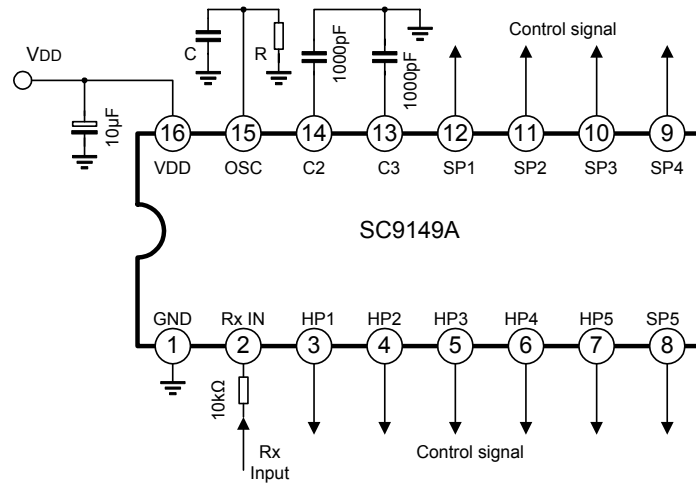 C
R
1000pF
1000pF
Control signal
VDD
10μF
16
15
14
13
12
11
10
9
VDD
OSC
C2
C3
SP1
SP2
SP3
SP4
SC9149A
GND
Rx IN
HP1
HP2
HP3
HP4
HP5
SP5
1
2
3
4
5
6
7
8
10kΩ
Rx
Input
Control signal